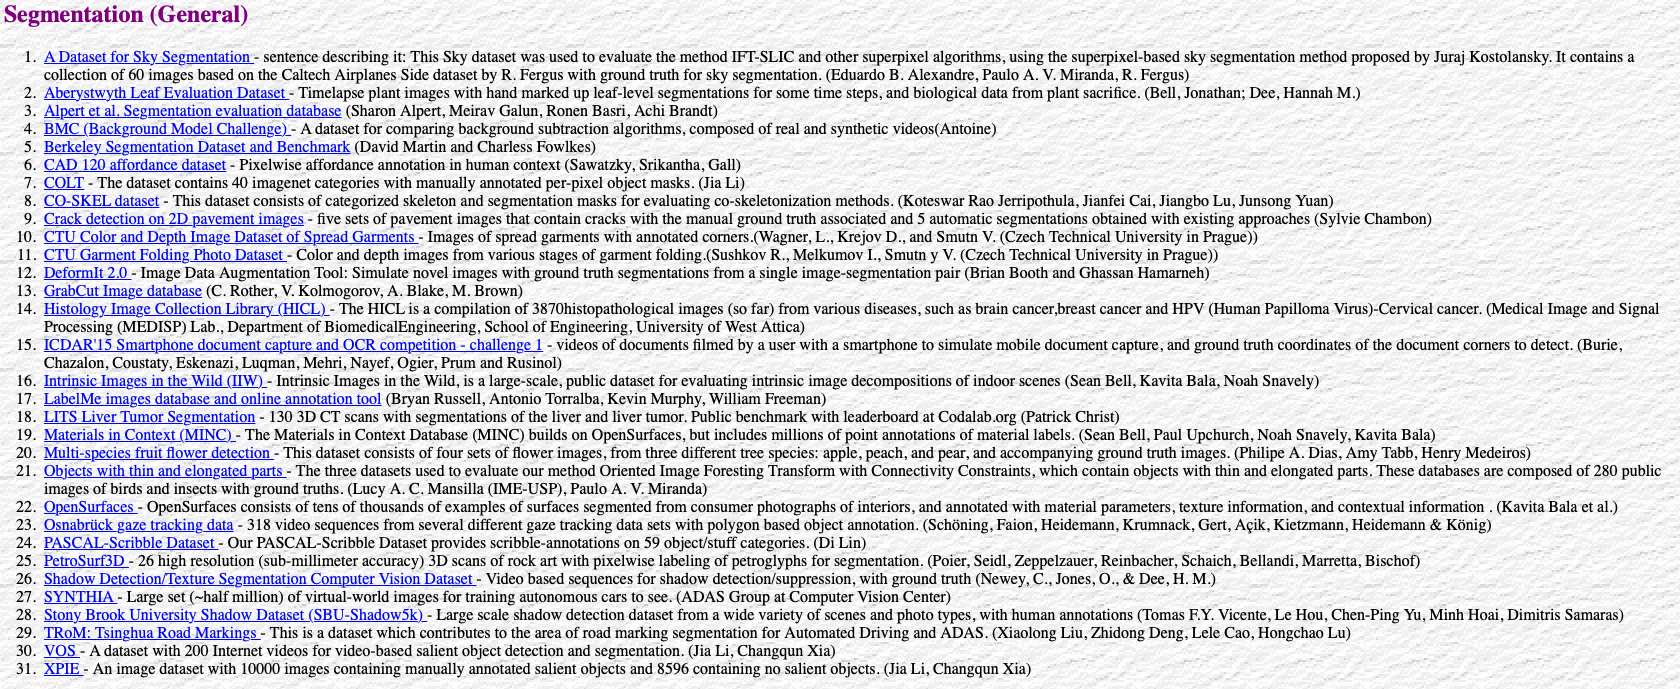 Segmentation (General)
1. A Dataset for Sky Segmentation - sentence describing it: This Sky dataset was used to evaluate the method IFT-SLIC and other superpixel algorithms, using the superpixel-based sky segmentation method proposed by Juraj Kostolansky. It contains a
collection of 60 images based on the Caltech Airplanes Side dataset by R. Fergus with ground truth for sky segmentation. (Eduardo B. Alexandre, Paulo A. V. Miranda, R. Fergus)
2. Aberystwyth Leaf Evaluation Dataset - Timelapse plant images with hand marked up leaf-level segmentations for some time steps, and biological data from plant sacrifice. (Bell, Jonathan; Dee, Hannah M.)
3. Alpert et al. Segmentation evaluation database (Sharon Alpert, Meirav Galun, Ronen Basri, Achi Brandt)
4. BMC (Background Model Challenge) - A dataset for comparing background subtraction algorithms, composed of real and synthetic videos(Antoine)
5. Berkeley Segmentation Dataset and Benchmark (David Martin and Charless Fowlkes)
6. CAD 120 affordance dataset - Pixelwise affordance annotation in human context (Sawatzky, Srikantha, Gall)
7. COLT - The dataset contains 40 imagenet categories with manually annotated per-pixel object masks. (Jia Li)
8. CO-SKEL dataset - This dataset consists of categorized skeleton and segmentation masks for evaluating co-skeletonization methods. (Koteswar Rao Jerripothula, Jianfei Cai, Jiangbo Lu, Junsong Yuan)
9. Crack detection on 2D pavement images - five sets of pavement images that contain cracks with the manual ground truth associated and 5 automatic segmentations obtained with existing approaches (Sylvie Chambon)
10. CTU Color and Depth Image Dataset of Spread Garments - Images of spread garments with annotated corners.(Wagner, L., Krejov D., and Smutn V. (Czech Technical University in Prague))
11. CTU Garment Folding Photo Dataset - Color and depth images from various stages of garment folding.(Sushkov R., Melkumov I., Smutn y V. (Czech Technical University in Prague))
12. DeformIt 2.0 - Image Data Augmentation Tool: Simulate novel images with ground truth segmentations from a single image-segmentation pair (Brian Booth and Ghassan Hamarneh)
13. GrabCut Image database (C. Rother, V. Kolmogorov, A. Blake, M. Brown)
14. Histology Image Collection Library (HICL) - The HICL is a compilation of 3870histopathological images (so far) from various diseases, such as brain cancer,breast cancer and HPV (Human Papilloma Virus)-Cervical cancer. (Medical Image and Signal
Processing (MEDISP) Lab., Department of BiomedicalEngineering, School of Engineering, University of West Attica)
15. ICDAR'15 Smartphone document capture and OCR competition - challenge 1 - videos of documents filmed by a user with a smartphone to simulate mobile document capture, and ground truth coordinates of the document corners to detect. (Burie,
Chazalon, Coustaty, Eskenazi, Luqman, Mehri, Nayef, Ogier, Prum and Rusinol)
16. Intrinsic Images in the Wild (IIW) - Intrinsic Images in the Wild, is a large-scale, public dataset for evaluating intrinsic image decompositions of indoor scenes (Sean Bell, Kavita Bala, Noah Snavely)
17. LabelMe images database and online annotation tool (Bryan Russell, Antonio Torralba, Kevin Murphy, William Freeman)
18. LITS Liver Tumor Segmentation - 130 3D CT scans with segmentations of the liver and liver tumor. Public benchmark with leaderboard at Codalab.org (Patrick Christ)
19. Materials in Context (MINC) - The Materials in Context Database (MINC) builds on OpenSurfaces, but includes millions of point annotations of material labels. (Sean Bell, Paul Upchurch, Noah Snavely, Kavita Bala)
20. Multi-species fruit flower detection - This dataset consists of four sets of flower images, from three different tree species: apple, peach, and pear, and accompanying ground truth images. (Philipe A. Dias, Amy Tabb, Henry Medeiros)
21. Objects with thin and elongated parts - The three datasets used to evaluate our method Oriented Image Foresting Transform with Connectivity Constraints, which contain objects with thin and elongated parts. These databases are composed of 280 public
images of birds and insects with ground truths. (Lucy A. C. Mansilla (IME-USP), Paulo A. V. Miranda)
22. OpenSurfaces - OpenSurfaces consists of tens of thousands of examples of surfaces segmented from consumer photographs of interiors, and annotated with material parameters, texture information, and contextual information . (Kavita Bala et al.)
23. Osnabrück gaze tracking data - 318 video sequences from several different gaze tracking data sets with polygon based object annotation. (Schöning, Faion, Heidemann, Krumnack, Gert, Açik, Kietzmann, Heidemann & König)
24. PASCAL-Scribble Dataset - Our PASCAL-Scribble Dataset provides scribble-annotations on 59 object/stuff categories. (Di Lin)
25. PetroSurf3D - 26 high resolution (sub-millimeter accuracy) 3D scans of rock art with pixelwise labeling of petroglyphs for segmentation. (Poier, Seidl, Zeppelzauer, Reinbacher, Schaich, Bellandi, Marretta, Bischof)
26. Shadow Detection/Texture Segmentation Computer Vision Dataset - Video based sequences for shadow detection/suppression, with ground truth (Newey, C., Jones, O., & Dee, H. M.)
27. SYNTHIA - Large set (~half million) of virtual-world images for training autonomous cars to see. (ADAS Group at Computer Vision Center)
28. Stony Brook University Shadow Dataset (SBU-Shadow5k) - Large scale shadow detection dataset from a wide variety of scenes and photo types, with human annotations (Tomas F.Y. Vicente, Le Hou, Chen-Ping Yu, Minh Hoai, Dimitris Samaras)
29. TRoM: Tsinghua Road Markings - This is a dataset which contributes to the area of road marking segmentation for Automated Driving and ADAS. (Xiaolong Liu, Zhidong Deng, Lele Cao, Hongchao Lu)
30. VOS - A dataset with 200 Internet videos for video-based salient object detection and segmentation. (Jia Li, Changqun Xia)
31. XPIE - An image dataset with 10000 images containing manually annotated salient objects and 8596 containing no salient objects. (Jia Li, Changqun Xia)